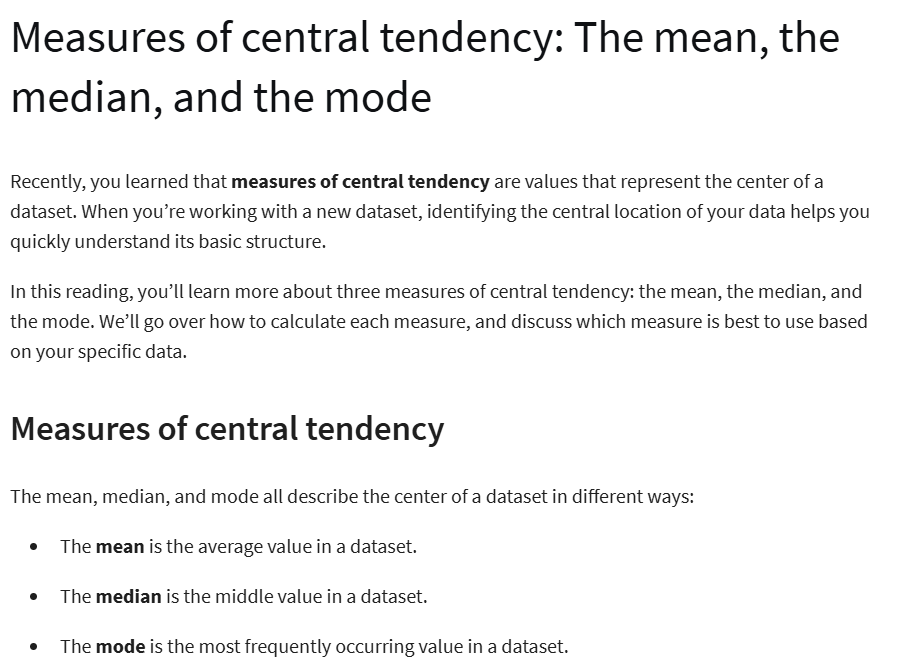 Measures of central tendency: The mean, the
median, and the mode
Recently, you learned that measures of central tendency are values that represent the center of a
dataset. When you’re working with a new dataset, identifying the central location of your data helps you
quickly understand its basic structure.
In this reading, you’ll learn more about three measures of central tendency: the mean, the median, and
the mode. We’ll go over how to calculate each measure, and discuss which measure is best to use based
on your specific data.
Measures of central tendency
The mean, median, and mode all describe the center of a dataset in different ways:
• The mean is the average value in a dataset.
• The median is the middle value in a dataset.
• The mode is the most frequently occurring value in a dataset.